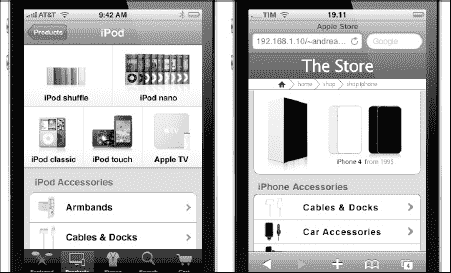 AT&T 9:42 AM
Products iPod
iPod shuffle iPod nano
iPod classic iPod touch Apple TV
iPod Accessories
Armbands
Cables & Docks
Products
Search
TIM 19.11
Apple Store
192.168.1.10/~andrea... Google
The Store
home shop
iPhone 4 from 199$
iPhone Accessories
Cables & Docks
Car Accessories